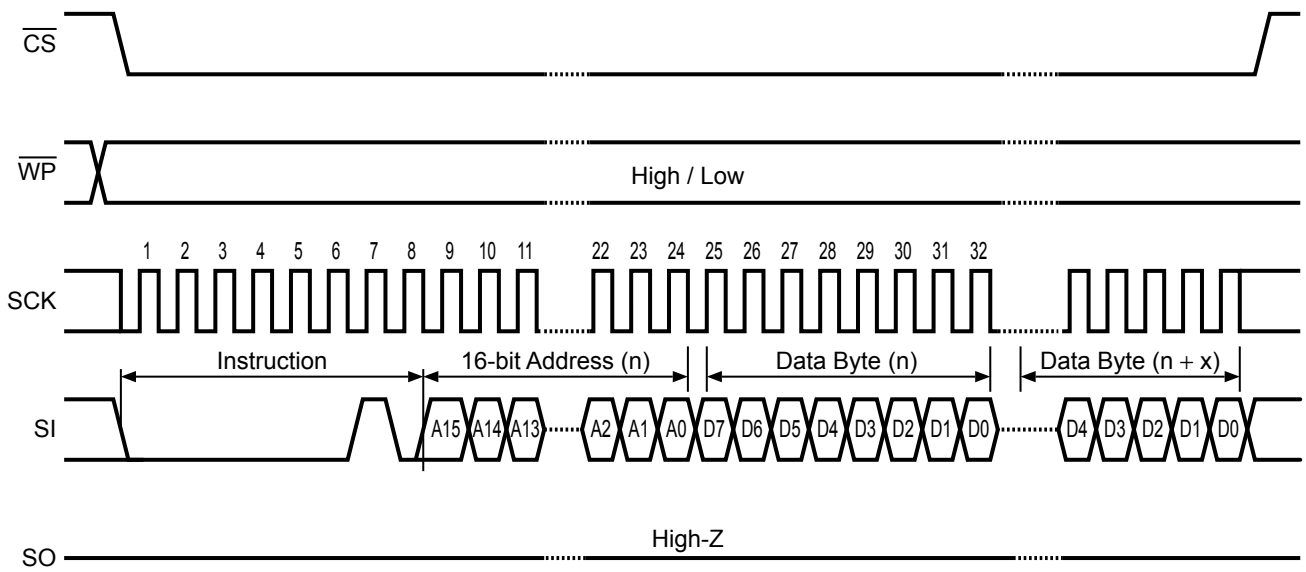 CS
WP
High / Low
1 2 3 4 5 6 7 8 9 10 11 22 23 24 25 26 27 28 29 30 31 32
SCK
Instruction 16-bit Address (n) Data Byte (n) Data Byte (n + x)
SI A15 A14 A13 A2 A1 A0 D7 D6 D5 D4 D3 D2 D1 D0 D4 D3 D2 D1 D0
High-Z
SO